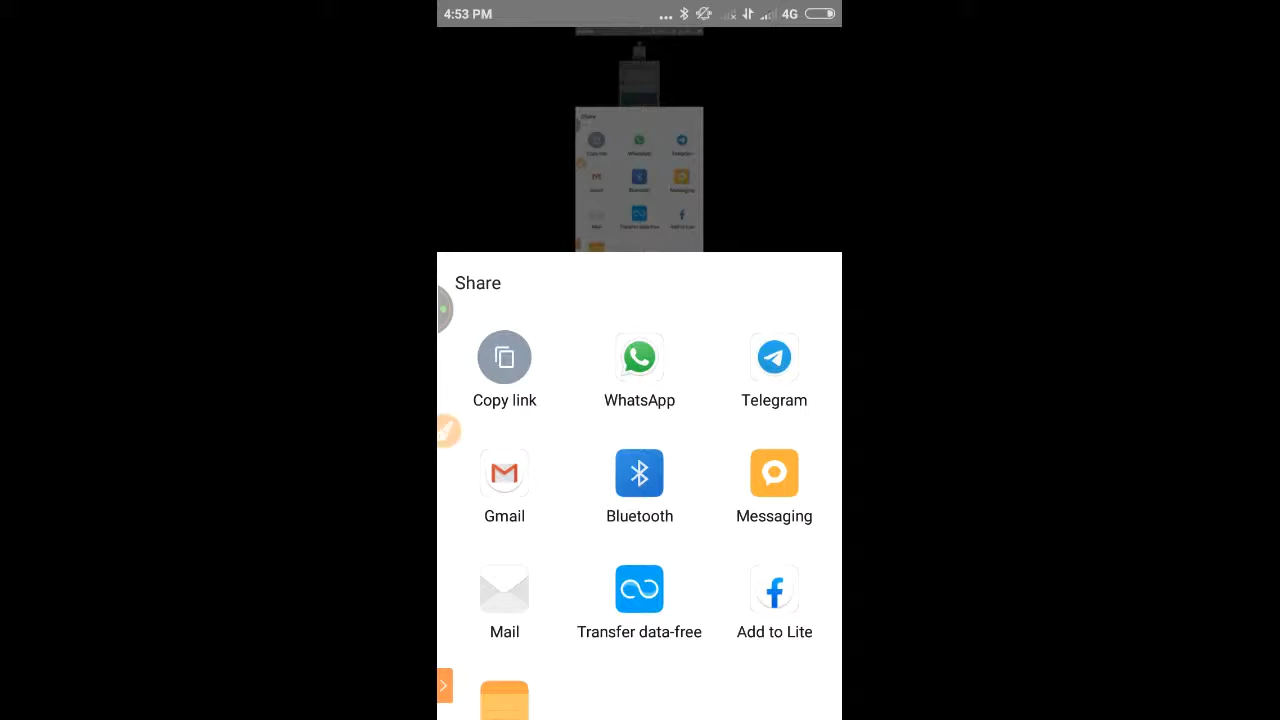 4:53 PM
4G
Share
Copy link
WhatsApp
Telegram
Gmail
Bluetooth
Messaging
Mail
Transfer data-free
Add to Lite